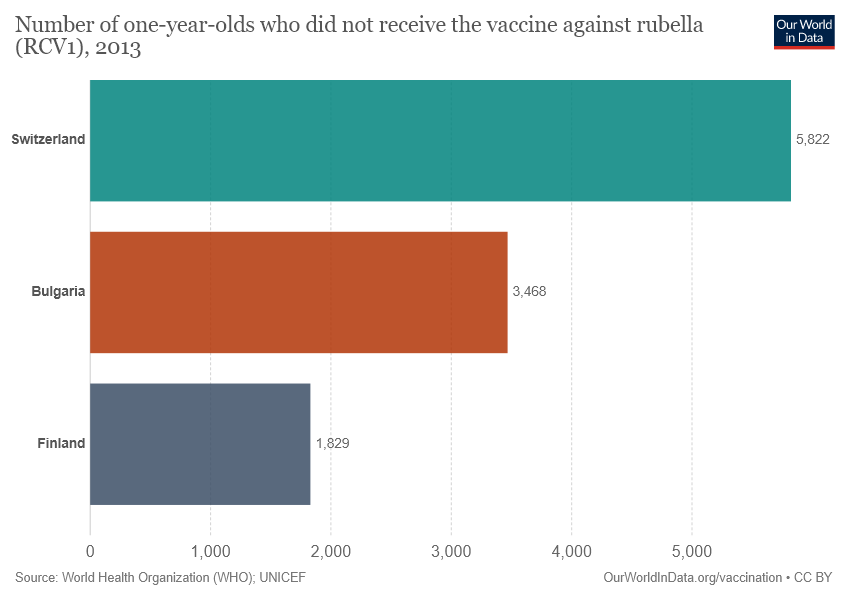 Number of one-year-olds who did not receive the vaccine against rubella
(RCV1), 2013
Our World
in Data
Switzerland
5,822
Bulgaria
3,468
Finland
1,829
0 1,000 2,000 3,000 4,000 5,000
Source: World Health Organization (WHO); UNICEF
OurWorldInData.org/vaccination • CC BY